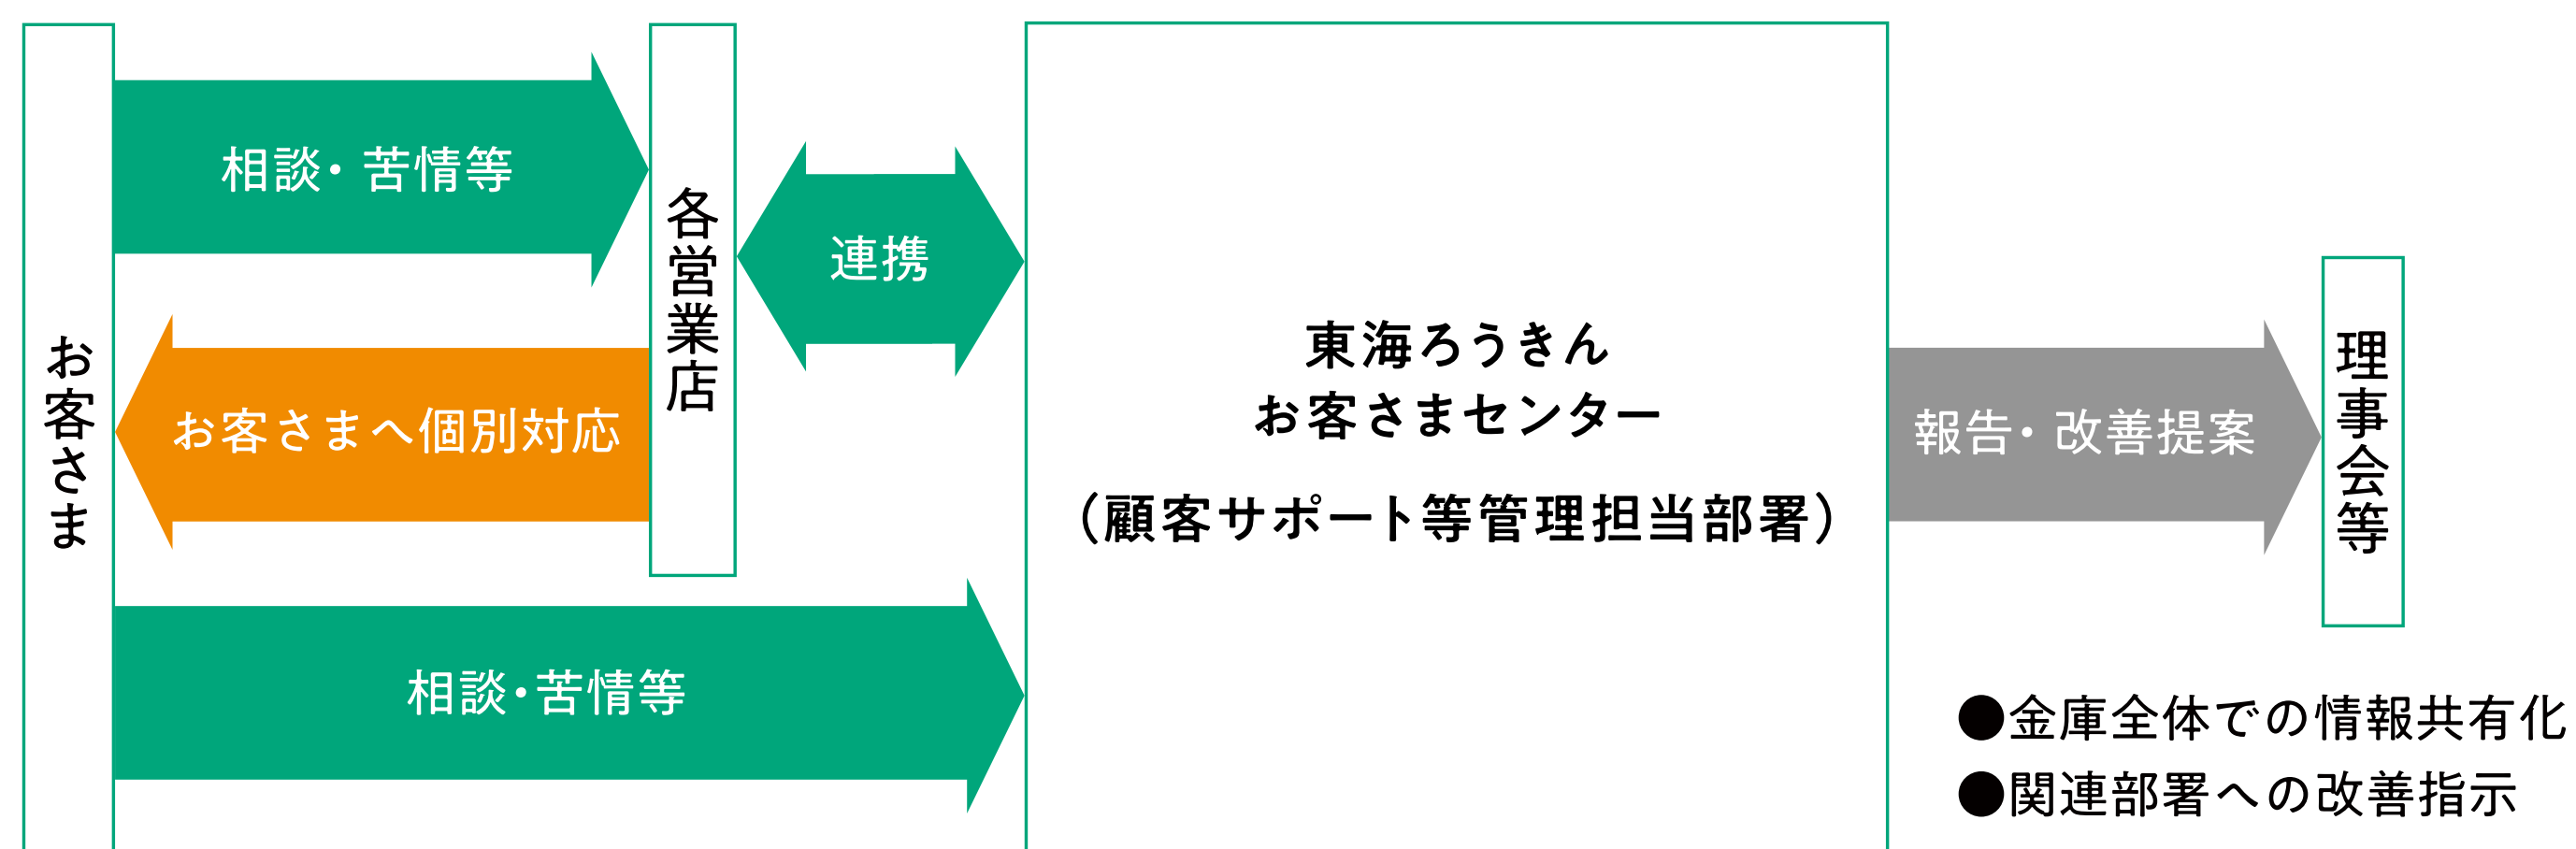 お客さま
相談・苦情等
お客さまへ個別対応
相談・苦情等
各営業店
連携
東海ろうきん
お客さまセンター
（顧客サポート等管理担当部署）
報告・改善提案
理事会等
●金庫全体での情報共有化
●関連部署への改善指示